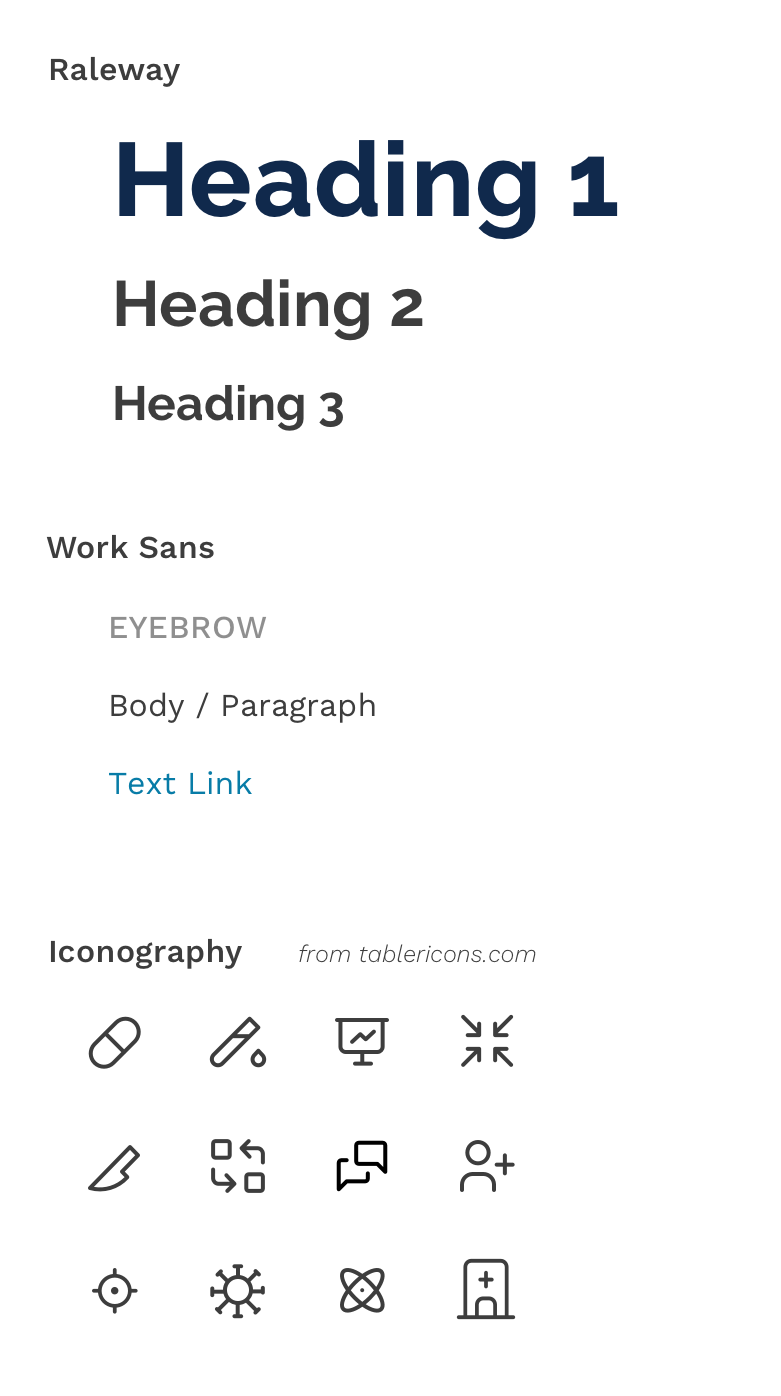 Raleway
Heading 1
Heading 2
Heading 3
Work Sans
EYEBROW
Body / Paragraph
Text Link
Iconography from tablericons.com